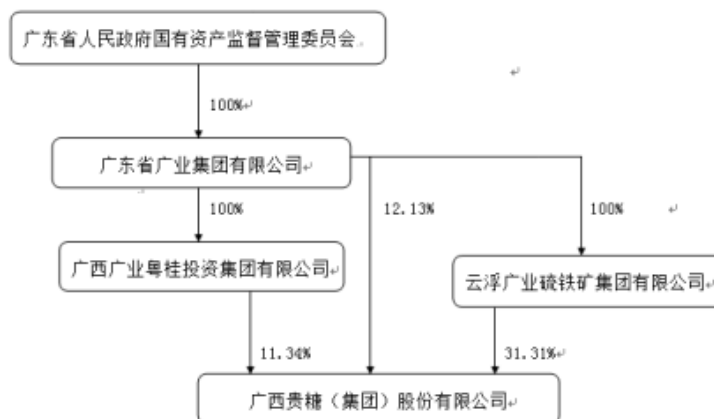 广东省人民政府国有资产监督管理委员会
100%
广东省广业集团有限公司
100%
12.13%
100%
广西广业粤桂投资集团有限公司
云浮广业硫铁矿集团有限公司
11.34%
31.31%
广西贵糖（集团）股份有限公司